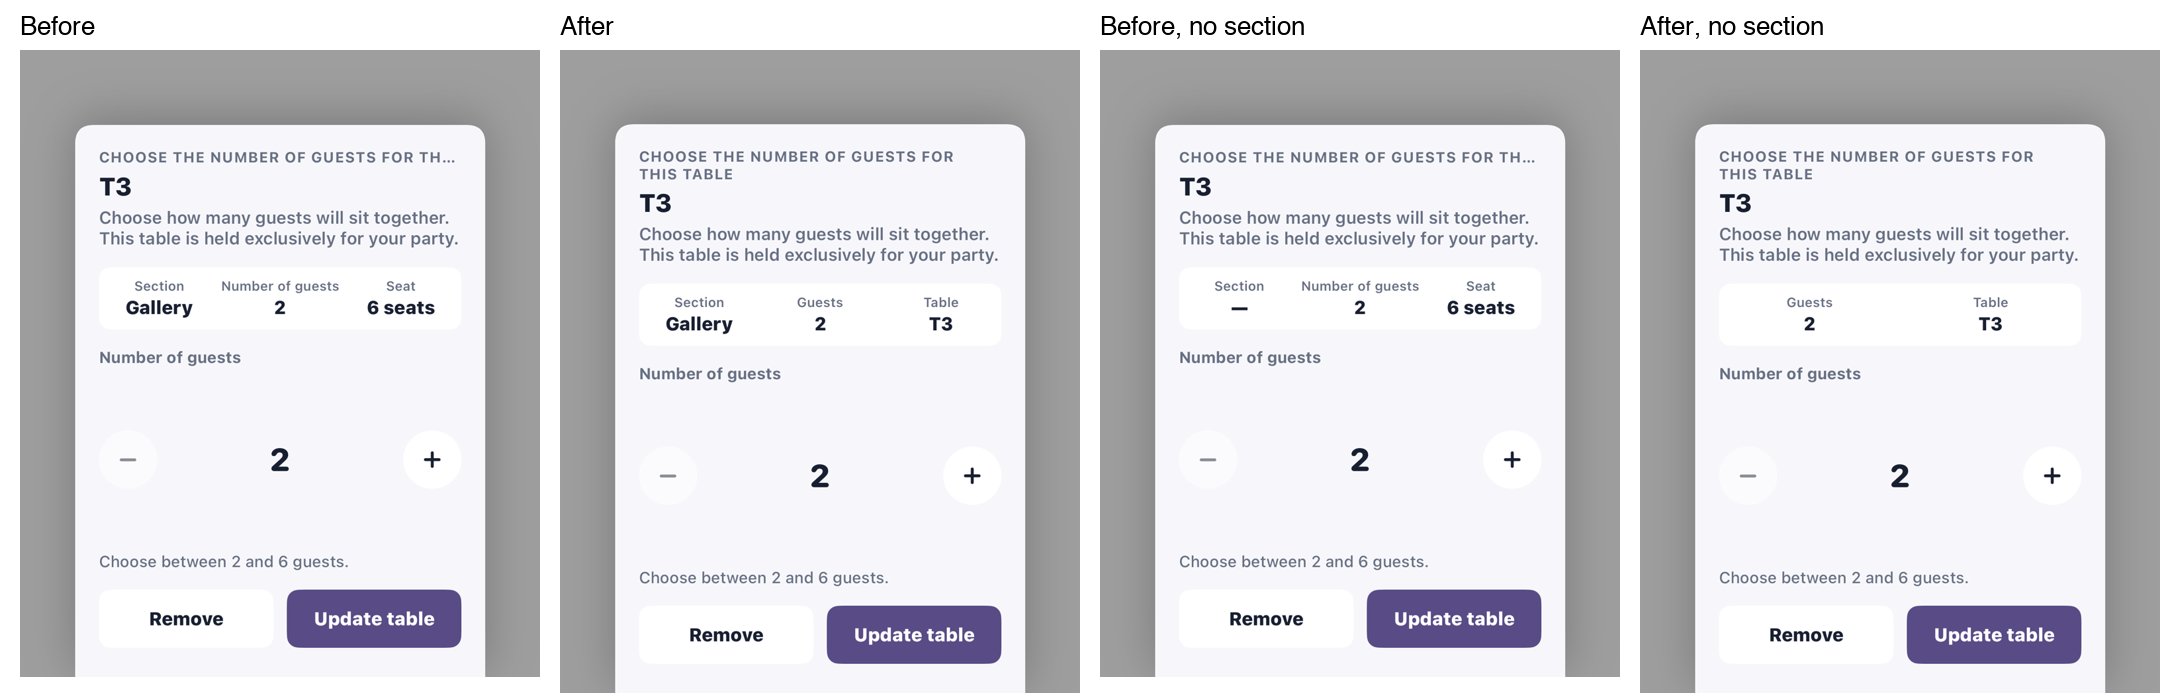 Before
CHOOSE THE NUMBER OF GUESTS FOR TH...
T3
Choose how many guests will sit together.
This table is held exclusively for your party.
Section Number of guests Seat
Gallery 2 6 seats
Number of guests
− 2 +
Choose between 2 and 6 guests.
Remove Update table
After
CHOOSE THE NUMBER OF GUESTS FOR
THIS TABLE
T3
Choose how many guests will sit together.
This table is held exclusively for your party.
Section Guests Table
Gallery 2 T3
Number of guests
− 2 +
Choose between 2 and 6 guests.
Remove Update table
Before, no section
CHOOSE THE NUMBER OF GUESTS FOR TH...
T3
Choose how many guests will sit together.
This table is held exclusively for your party.
Section Number of guests Seat
— 2 6 seats
Number of guests
− 2 +
Choose between 2 and 6 guests.
Remove Update table
After, no section
CHOOSE THE NUMBER OF GUESTS FOR
THIS TABLE
T3
Choose how many guests will sit together.
This table is held exclusively for your party.
Guests Table
2 T3
Number of guests
− 2 +
Choose between 2 and 6 guests.
Remove Update table